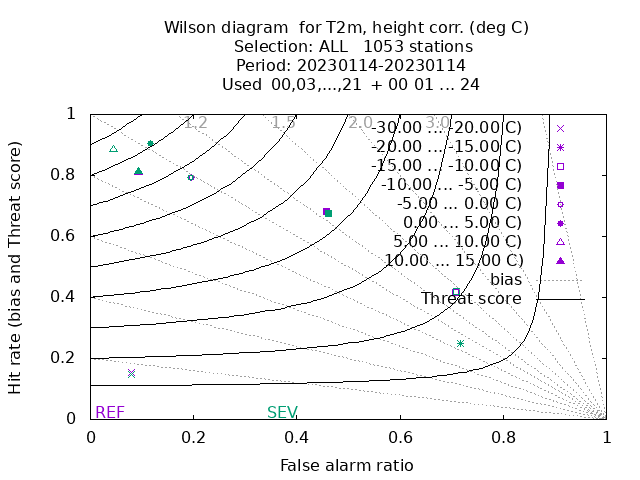 Wilson diagram  for T2m, height corr. (deg C)
Selection: ALL   1053 stations
Period: 20230114-20230114
Used  00,03,...,21  + 00 01 ... 24
1
1.2
1.5
2.0
3.0
-30.00 ... -20.00 C)
-20.00 ... -15.00 C)
-15.00 ... -10.00 C)
-10.00 ... -5.00 C)
-5.00 ... 0.00 C)
0.00 ... 5.00 C)
5.00 ... 10.00 C)
10.00 ... 15.00 C)
bias
Threat score
0.8
0.6
0.4
0.2
0
Hit rate (bias and Threat score)
REF
SEV
0 0.2 0.4 0.6 0.8 1
False alarm ratio